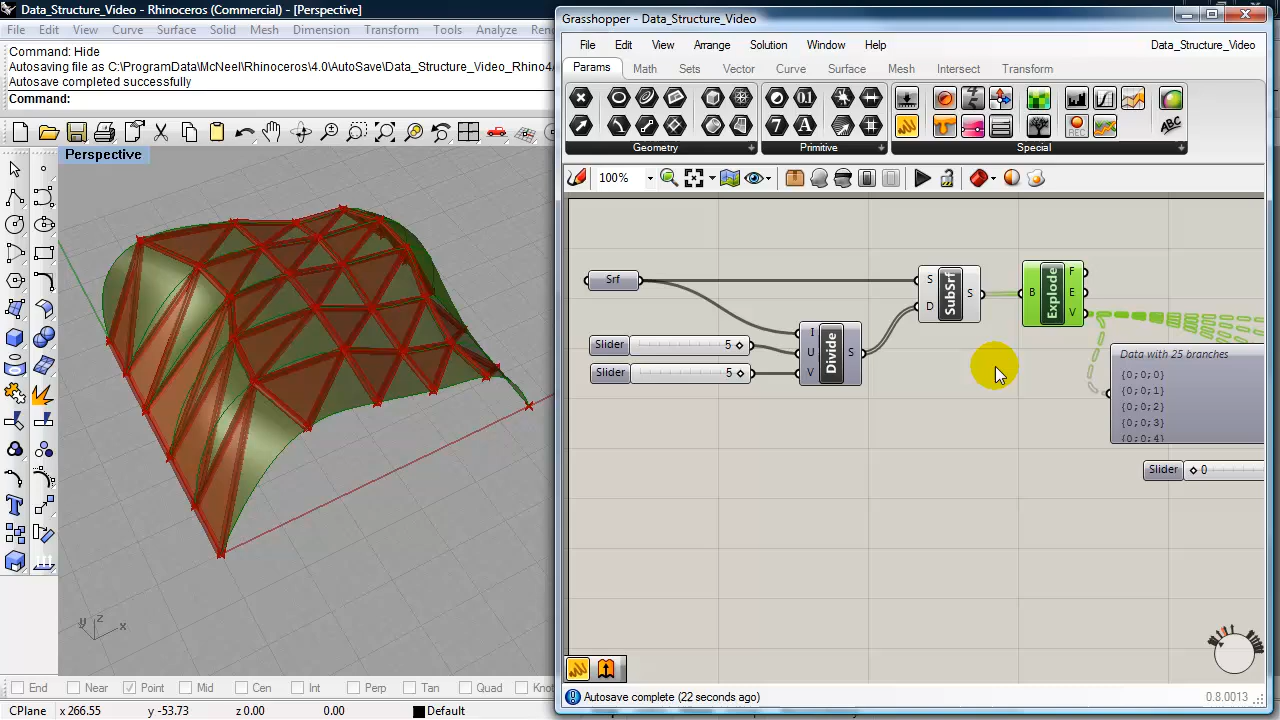 Data_Structure_Video - Rhinoceros (Commercial) - [Perspective]
File Edit View Curve Surface Solid Mesh Dimension Transform Tools
Command: Hide
Autosaving file as C:\ProgramData\McNeel\Rhinoceros\4.0\AutoSave\Data_Structure_Video_Rhino4
Autosave completed successfully
Command:
Perspective
z
y
x
End Near Point Mid Cen Int Perp Tan Quad Knot
CPlane x 266.55 y -53.73 z 0.00 0.00 Default
Grasshopper - Data_Structure_Video
File Edit View Arrange Solution Window Help Data_Structure_Video
Params Math Sets Vector Curve Surface Mesh Intersect Transform
Geometry Primitive Special
100%
Srf
Slider 5
Slider 5
I
U
V
Divide
S
S
D
SubSrf
S
B
Explode
F
E
V
Data with 25 branches
{0;0;0}
{0;0;1}
{0;0;2}
{0;0;3}
{0;0;4}
Slider 0
Autosave complete (22 seconds ago) 0.8.0013